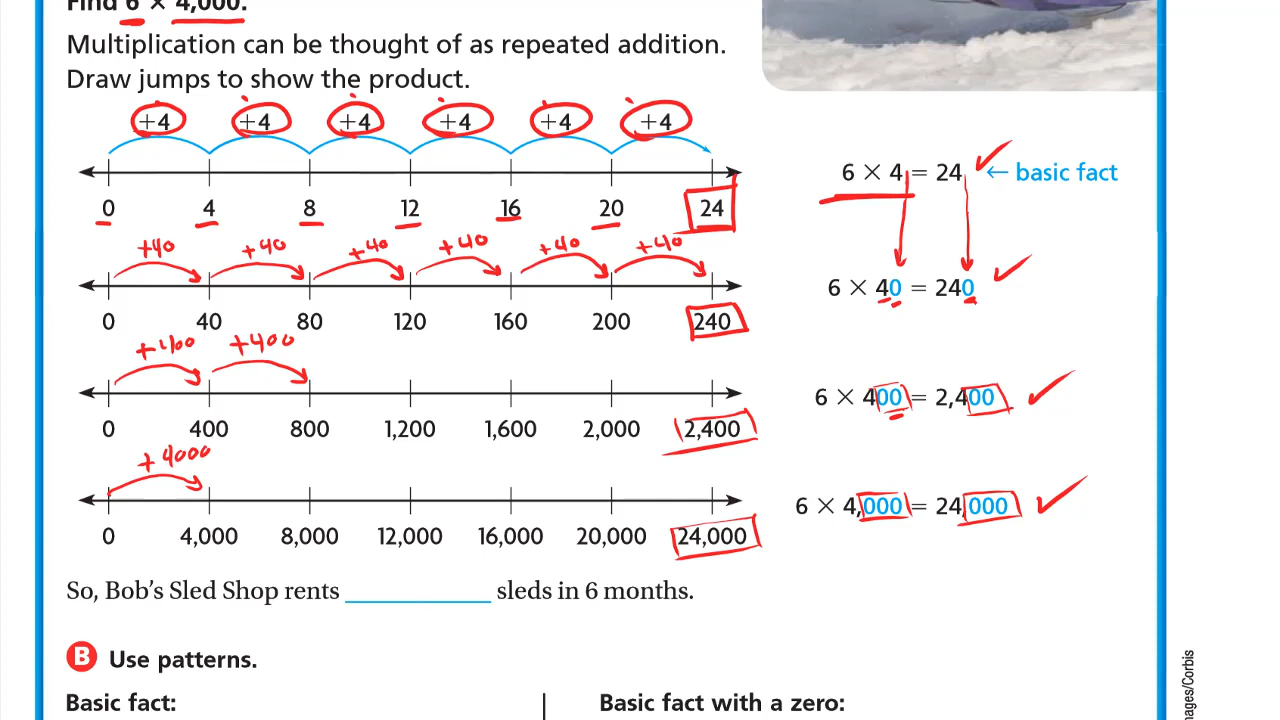 Find 6 × 4,000.
Multiplication can be thought of as repeated addition.
Draw jumps to show the product.
+4 +4 +4 +4 +4 +4
0 4 8 12 16 20 24
6 × 4 = 24 ← basic fact
+40 +40 +40 +40 +40 +40
0 40 80 120 160 200 240
6 × 40 = 240
+400 +400
0 400 800 1,200 1,600 2,000 2,400
6 × 400 = 2,400
+4000
0 4,000 8,000 12,000 16,000 20,000 24,000
6 × 4,000 = 24,000
So, Bob's Sled Shop rents __________ sleds in 6 months.
B Use patterns.
Basic fact:
Basic fact with a zero:
mages/Corbis